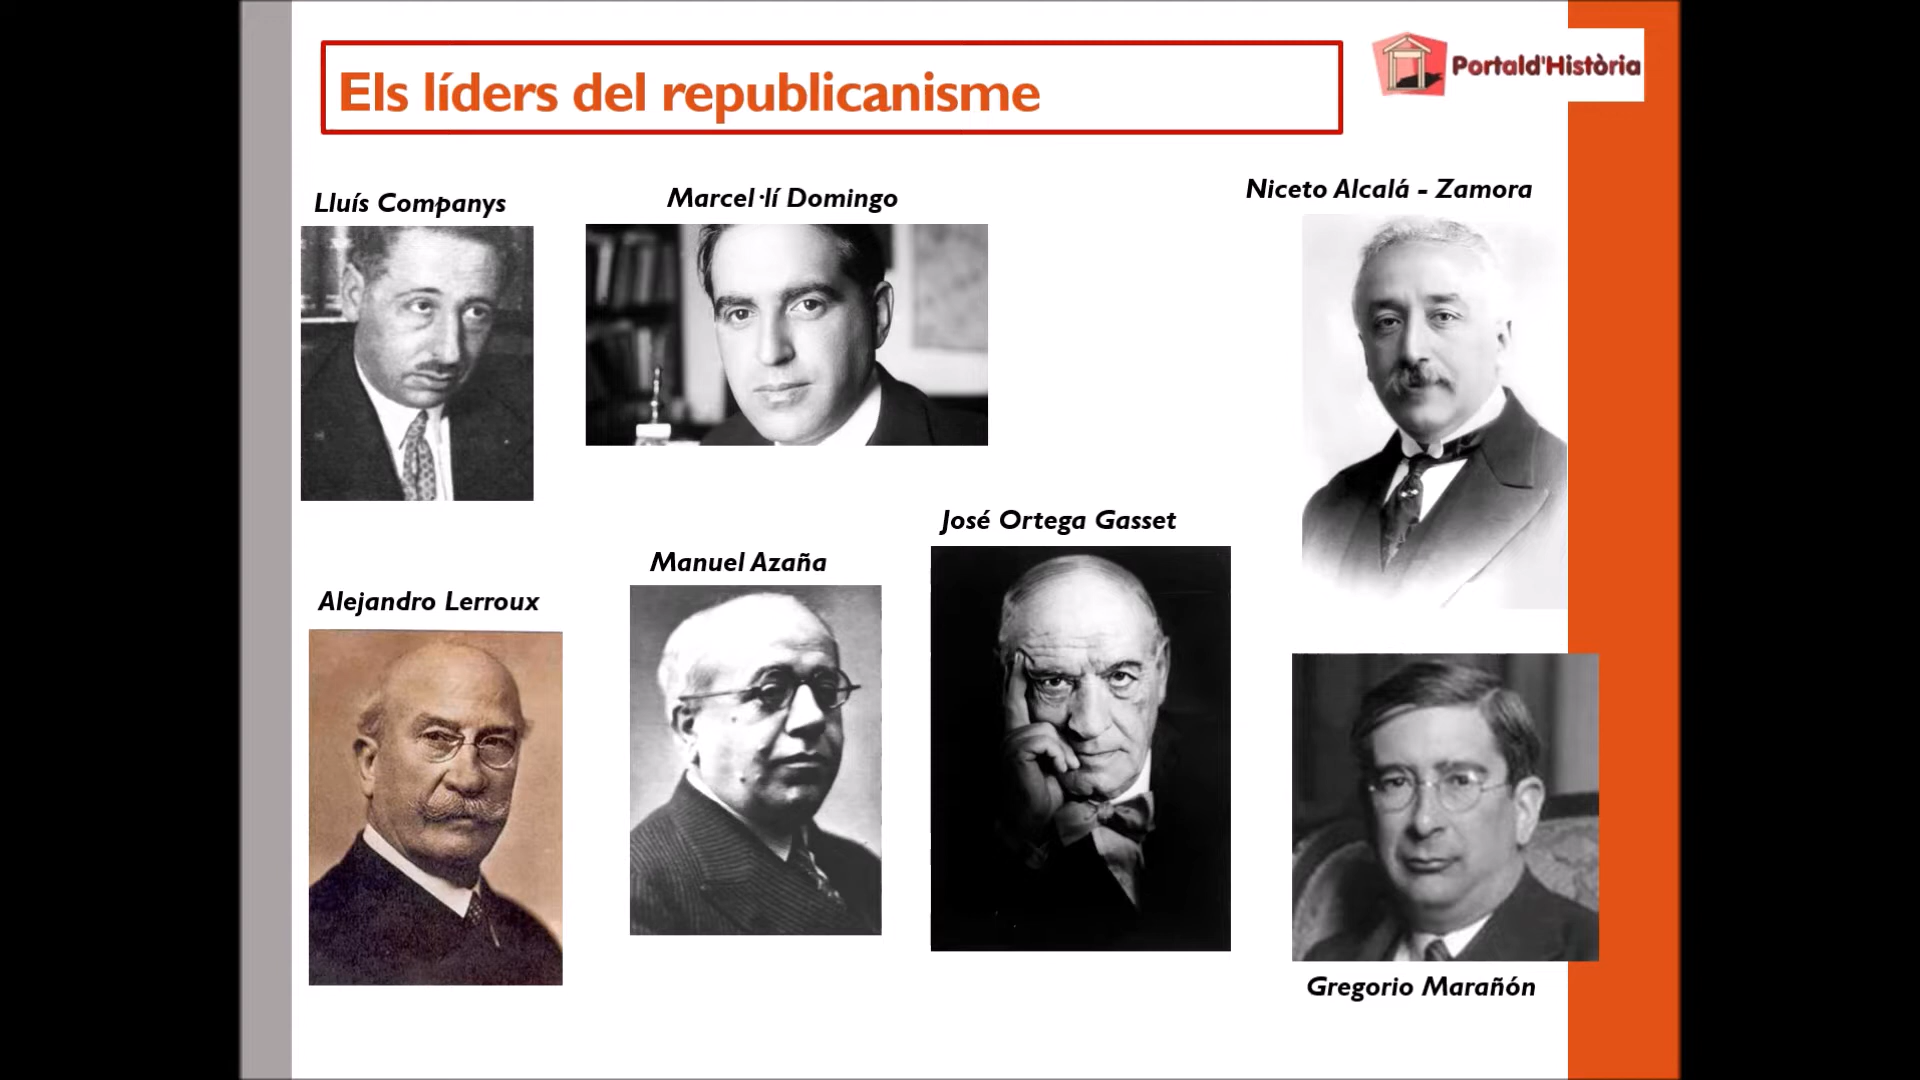 Els líders del republicanisme
Portald'Història
Lluís Companys
Marcel·lí Domingo
Niceto Alcalá - Zamora
José Ortega Gasset
Manuel Azaña
Alejandro Lerroux
Gregorio Marañón